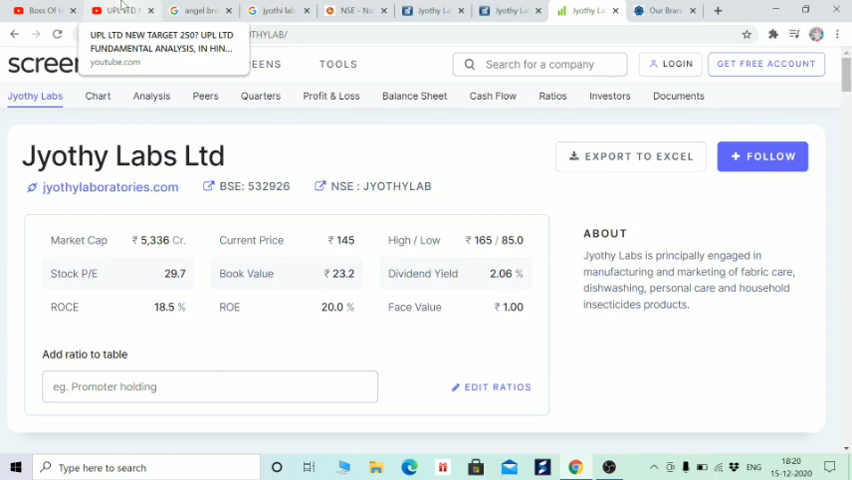 Boss Of In
UPL LTD N
angel bro
jyothi lab
NSE - Na
Jyothy La
Jyothy La
Jyothy La
Our Bran
UPL LTD NEW TARGET 250? UPL LTD
FUNDAMENTAL ANALYSIS, IN HIN...
youtube.com
OTHYLAB/
screen
EENS
TOOLS
Search for a company
LOGIN
GET FREE ACCOUNT
Jyothy Labs
Chart
Analysis
Peers
Quarters
Profit & Loss
Balance Sheet
Cash Flow
Ratios
Investors
Documents
Jyothy Labs Ltd
EXPORT TO EXCEL
+ FOLLOW
jyothylaboratories.com
BSE: 532926
NSE : JYOTHYLAB
Market Cap ₹ 5,336 Cr.
Current Price ₹ 145
High / Low ₹ 165 / 85.0
Stock P/E 29.7
Book Value ₹ 23.2
Dividend Yield 2.06 %
ROCE 18.5 %
ROE 20.0 %
Face Value ₹ 1.00
ABOUT
Jyothy Labs is principally engaged in
manufacturing and marketing of fabric care,
dishwashing, personal care and household
insecticides products.
Add ratio to table
eg. Promoter holding
EDIT RATIOS
Type here to search
ENG
18:20
15-12-2020